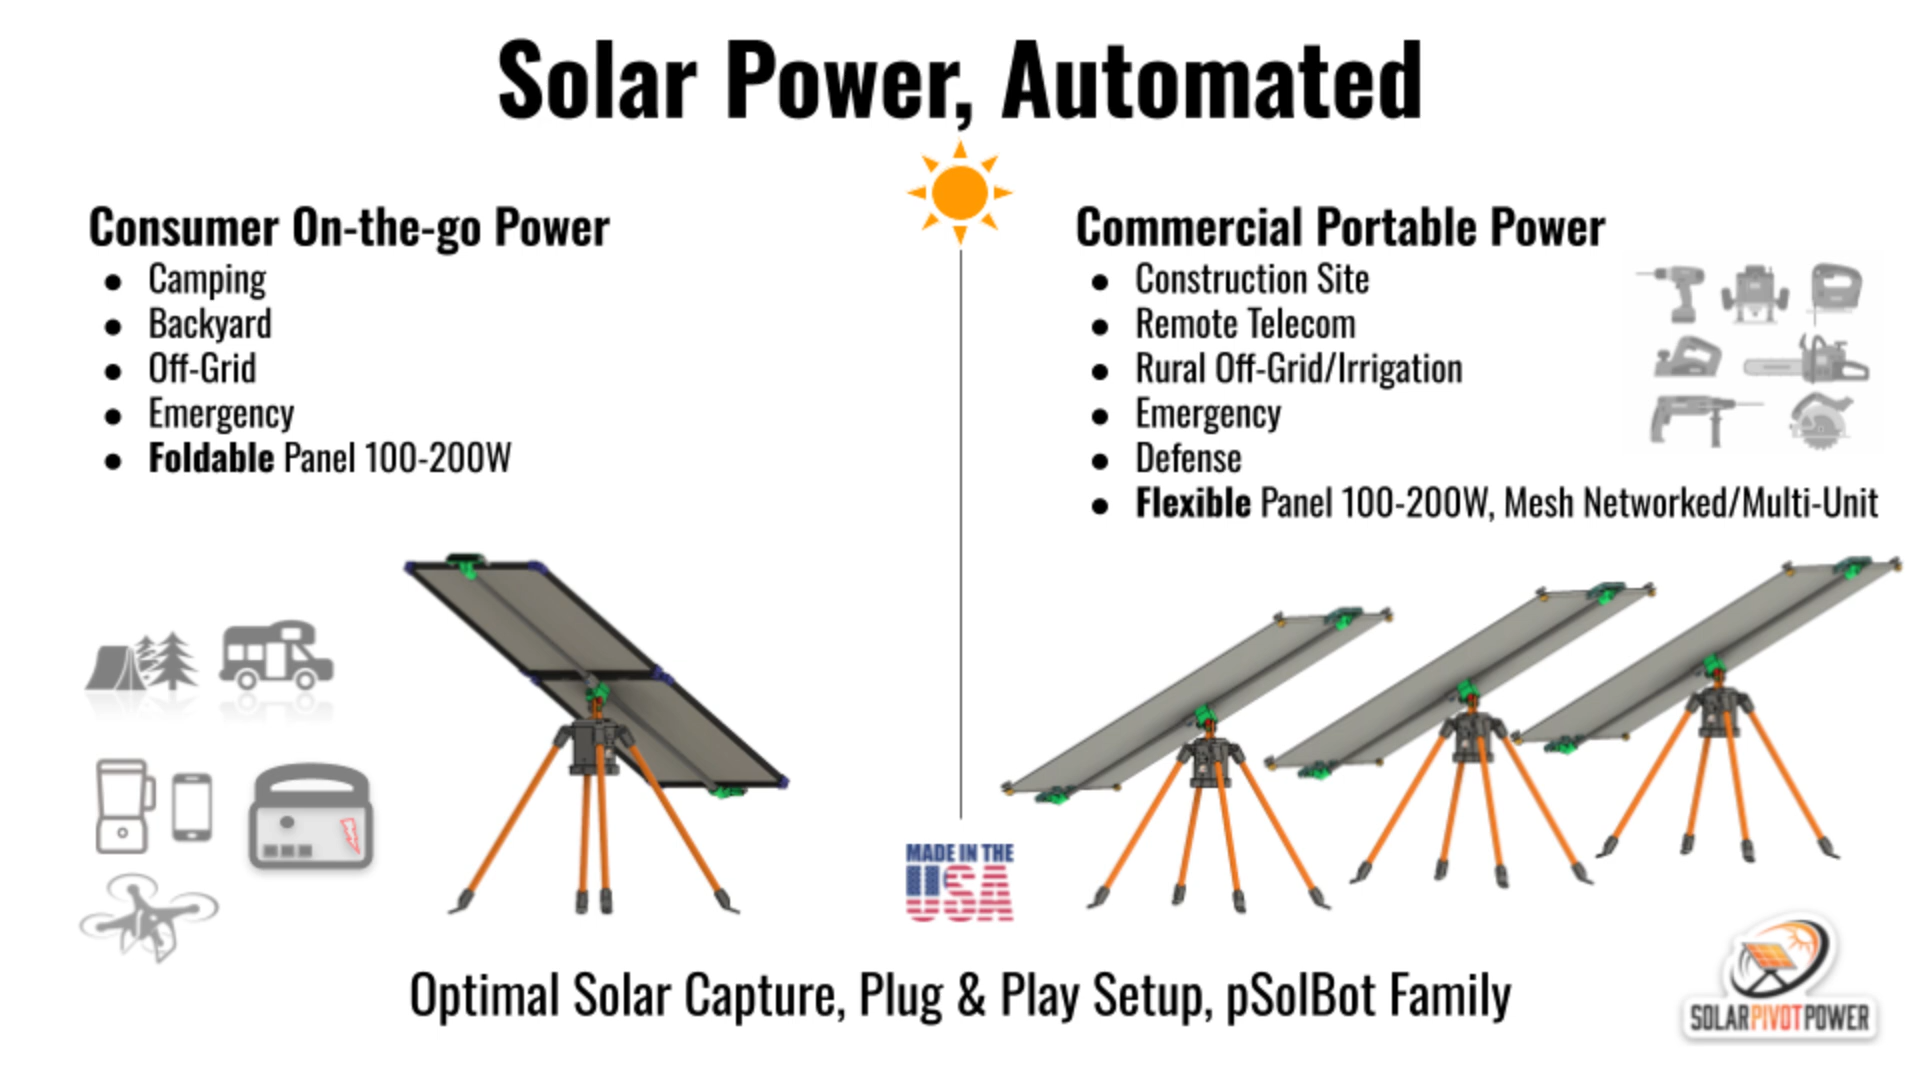 Solar Power, Automated
Consumer On-the-go Power
● Camping
● Backyard
● Off-Grid
● Emergency
● Foldable Panel 100-200W
Commercial Portable Power
● Construction Site
● Remote Telecom
● Rural Off-Grid/Irrigation
● Emergency
● Defense
● Flexible Panel 100-200W, Mesh Networked/Multi-Unit
MADE IN THE
USA
Optimal Solar Capture, Plug & Play Setup, pSolBot Family
SOLARPIVOTPOWER